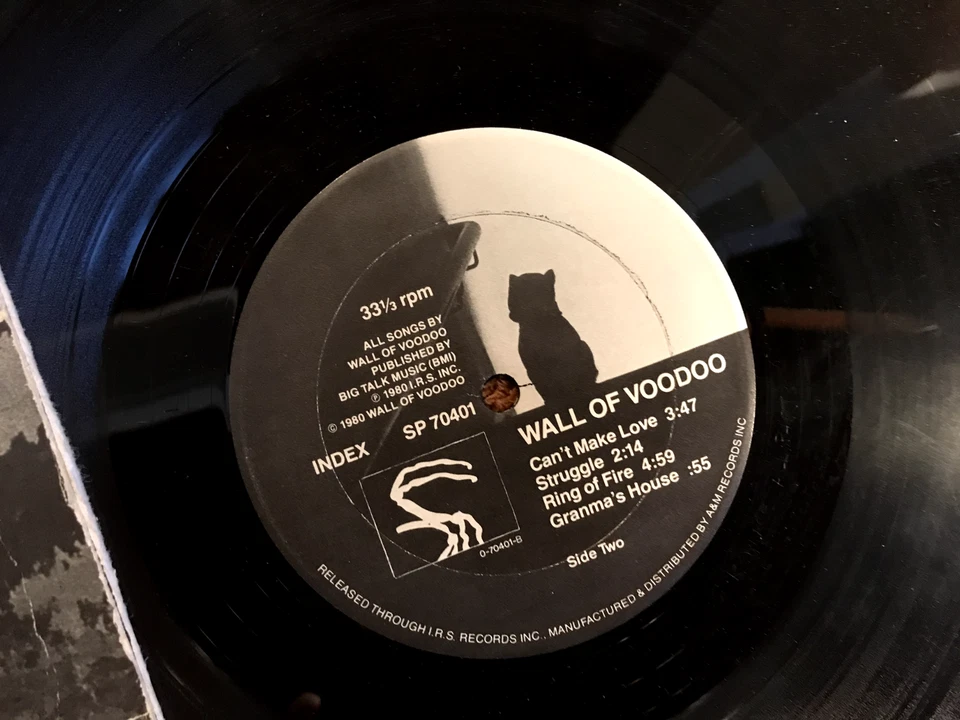 33⅓ rpm
ALL SONGS BY
WALL OF VOODOO
PUBLISHED BY
BIG TALK MUSIC (BMI)
℗ 1980 I.R.S. INC.
© 1980 WALL OF VOODOO
INDEX
SP 70401
WALL OF VOODOO
Can't Make Love 3:47
Struggle 2:14
Ring of Fire 4:59
Granma's House :55
0-70401-B
Side Two
RELEASED THROUGH I.R.S. RECORDS INC., MANUFACTURED & DISTRIBUTED BY A&M RECORDS INC